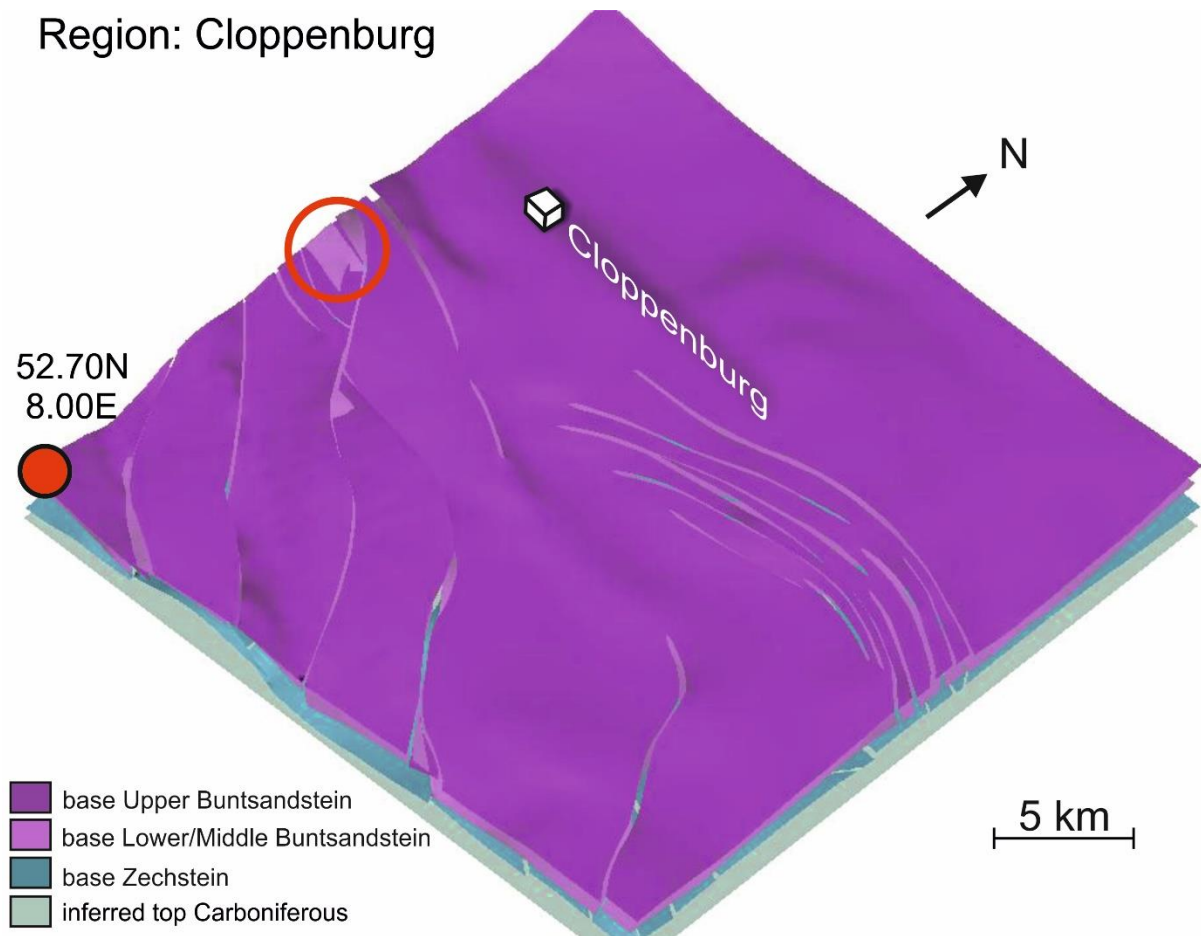 Region: Cloppenburg
N
Cloppenburg
52.70N
8.00E
base Upper Buntsandstein
base Lower/Middle Buntsandstein
base Zechstein
inferred top Carboniferous
5 km